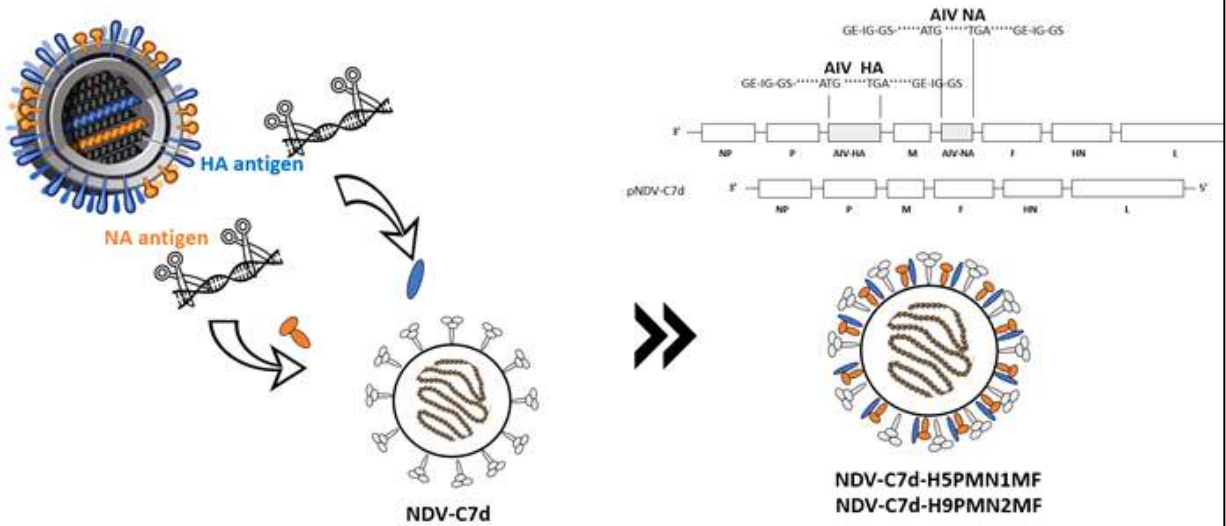 HA antigen
NA antigen
NDV-C7d
AIV NA
GE-IG-GS-······ATG ······TGA······GE-IG-GS
AIV HA
GE-IG-GS-······ATG ······TGA······GE-IG-GS
3'
NP P AIV-HA M AIV-NA F HN L
pNDV-C7d 3' 5'
NP P M F HN L
NDV-C7d-H5PMN1MF
NDV-C7d-H9PMN2MF